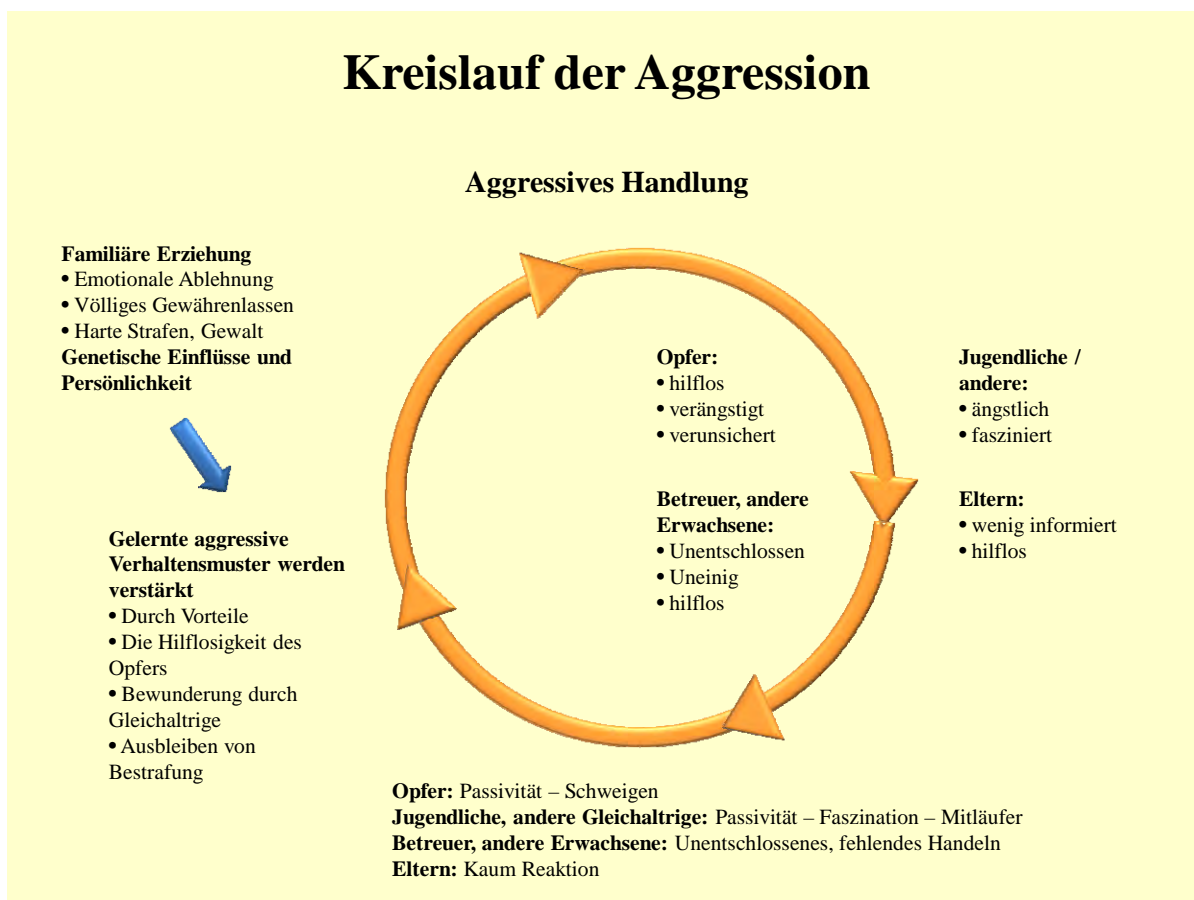 Kreislauf der Aggression
Aggressives Handlung
Familiäre Erziehung
• Emotionale Ablehnung
• Völliges Gewährenlassen
• Harte Strafen, Gewalt
Genetische Einflüsse und
Persönlichkeit
Opfer:
• hilflos
• verängstigt
• verunsichert
Jugendliche /
andere:
• ängstlich
• fasziniert
Betreuer, andere
Erwachsene:
• Unentschlossen
• Uneinig
• hilflos
Eltern:
• wenig informiert
• hilflos
Gelernte aggressive
Verhaltensmuster werden
verstärkt
• Durch Vorteile
• Die Hilflosigkeit des
Opfers
• Bewunderung durch
Gleichaltrige
• Ausbleiben von
Bestrafung
Opfer: Passivität – Schweigen
Jugendliche, andere Gleichaltrige: Passivität – Faszination – Mitläufer
Betreuer, andere Erwachsene: Unentschlossenes, fehlendes Handeln
Eltern: Kaum Reaktion